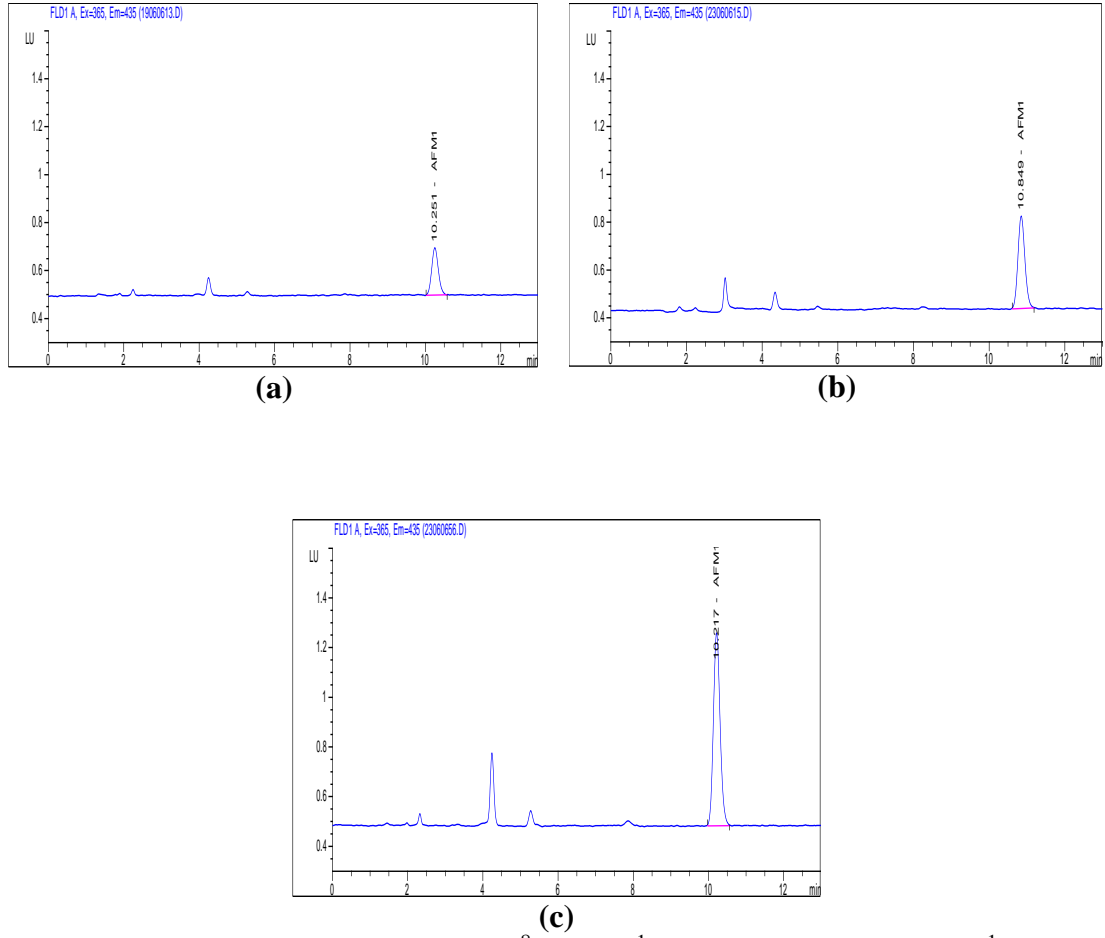 FLD1 A, Ex=365, Em=435 (19060613.D)
LU
1.4
1.2
1
0.8
0.6
0.4
10.251 - AFM1
0 2 4 6 8 10 12 min
(a)
FLD1 A, Ex=365, Em=435 (23060615.D)
LU
1.4
1.2
1
0.8
0.6
0.4
10.849 - AFM1
0 2 4 6 8 10 12 min
(b)
FLD1 A, Ex=365, Em=435 (23060656.D)
LU
1.4
1.2
1
0.8
0.6
0.4
10.217 - AFM1
0 2 4 6 8 10 12 min
(c)